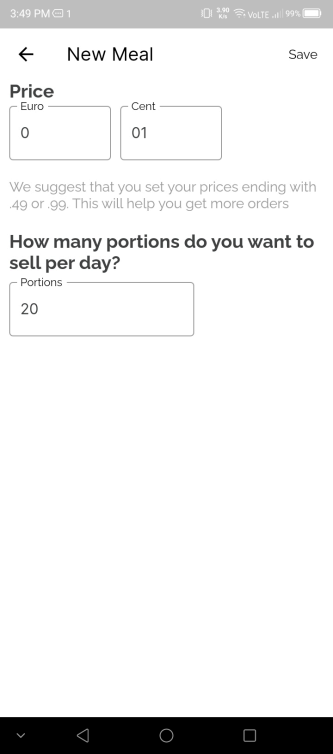 3:49 PM 1 3.90 K/s VoLTE 99%
New Meal Save
Price
Euro Cent
0 01
We suggest that you set your prices ending with
.49 or .99. This will help you get more orders
How many portions do you want to
sell per day?
Portions
20